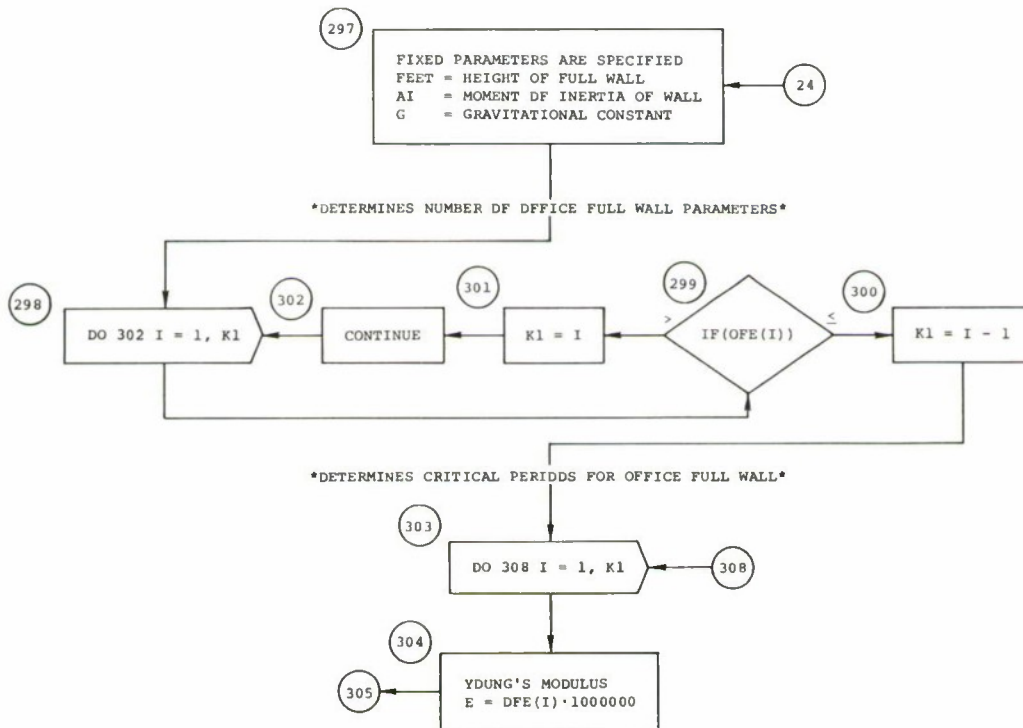 297
FIXED PARAMETERS ARE SPECIFIED
FEET = HEIGHT OF FULL WALL
AI = MOMENT DF INERTIA OF WALL
G = GRAVITATIONAL CONSTANT
24
*DETERMINES NUMBER DF DFFICE FULL WALL PARAMETERS*
298
DO 302 I = 1, K1
302
CONTINUE
301
K1 = I
299
>
IF(OFE(I))
≤
300
K1 = I - 1
*DETERMINES CRITICAL PERIDDS FOR OFFICE FULL WALL*
303
DO 308 I = 1, K1
308
304
305
YDUNG'S MODULUS
E = DFE(I)·1000000